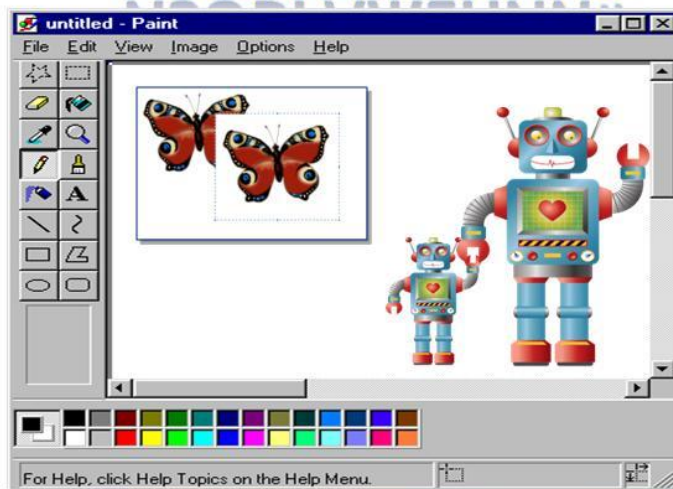 untitled - Paint
File Edit View Image Options Help
A
For Help, click Help Topics on the Help Menu.